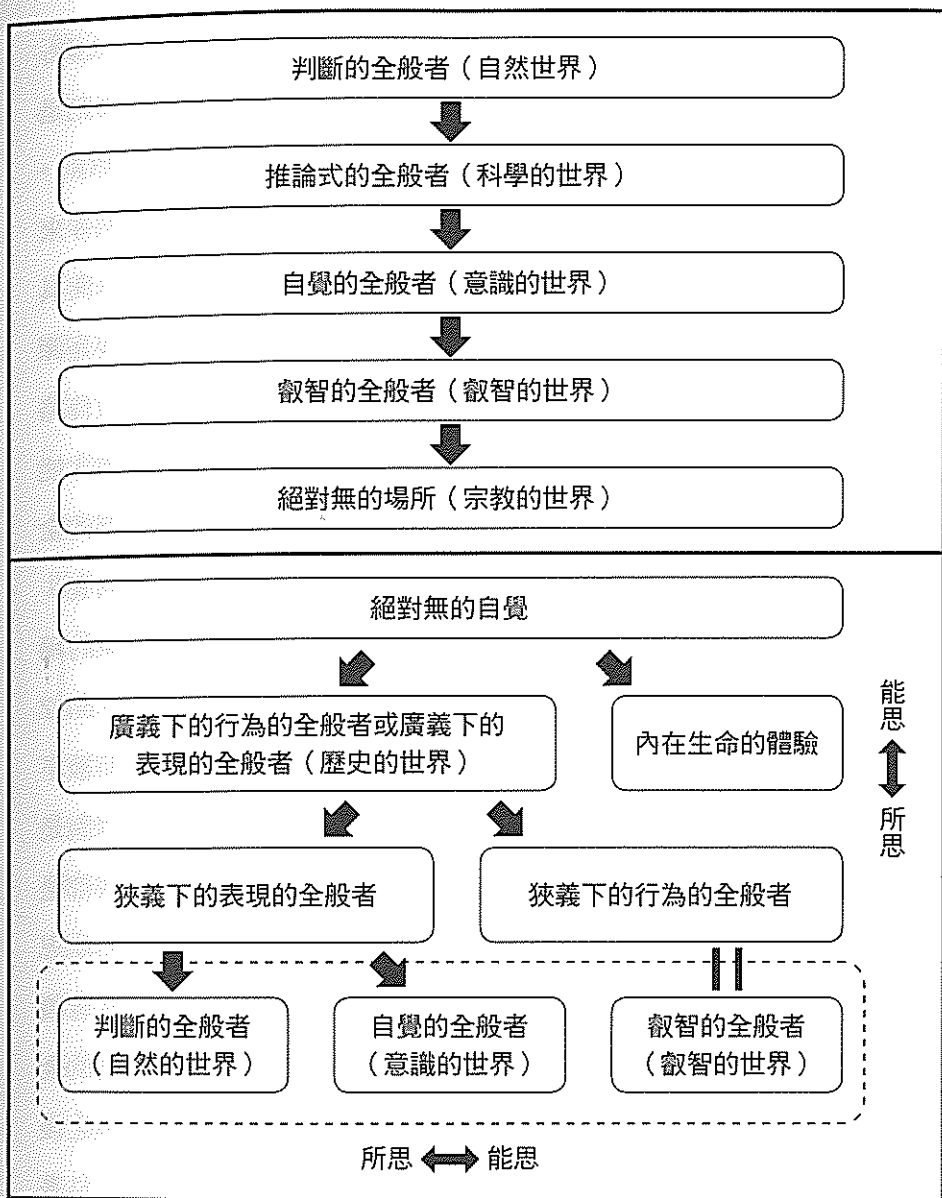 判斷的全般者（自然世界）
推論式的全般者（科學的世界）
自覺的全般者（意識的世界）
叡智的全般者（叡智的世界）
絕對無的場所（宗教的世界）
絕對無的自覺
廣義下的行為的全般者或廣義下的
表現的全般者（歷史的世界）
內在生命的體驗
能思
所思
狹義下的表現的全般者
狹義下的行為的全般者
判斷的全般者
（自然的世界）
自覺的全般者
（意識的世界）
叡智的全般者
（叡智的世界）
所思 能思